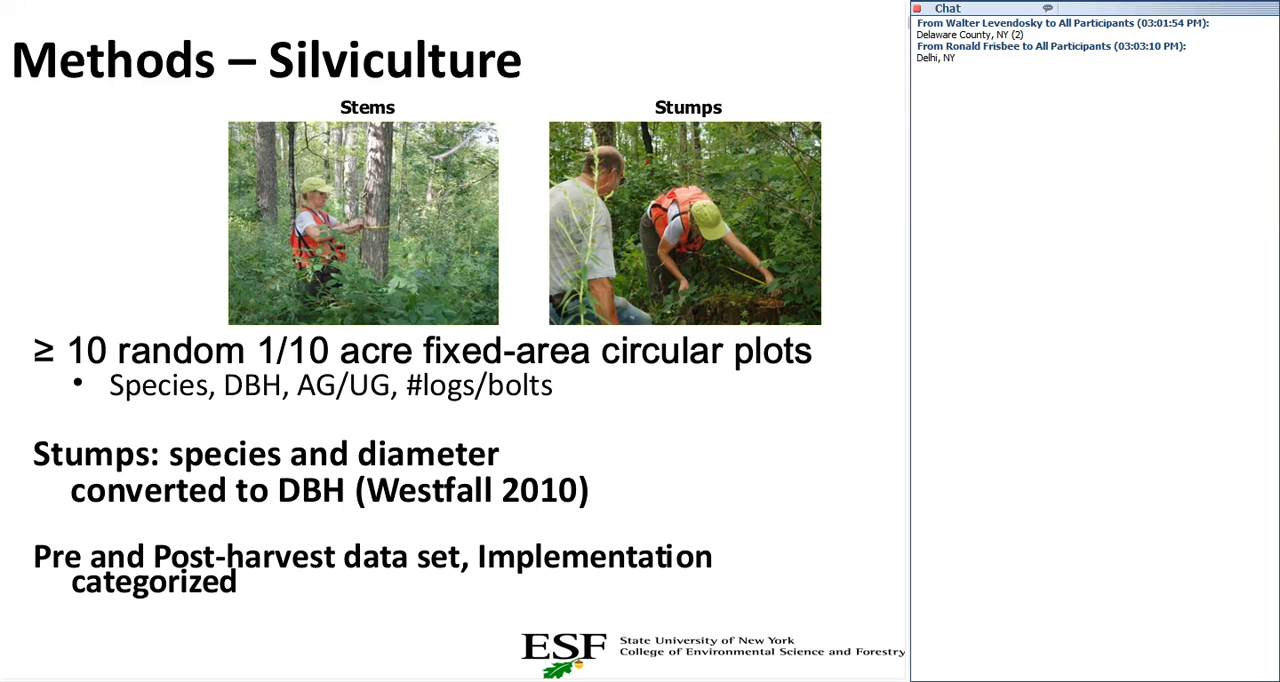 Methods – Silviculture
Stems
Stumps
≥ 10 random 1/10 acre fixed-area circular plots
• Species, DBH, AG/UG, #logs/bolts
Stumps: species and diameter
converted to DBH (Westfall 2010)
Pre and Post-harvest data set, Implementation
categorized
ESF
State University of New York
College of Environmental Science and Forestry
Chat
From Walter Levendosky to All Participants (03:01:54 PM):
Delaware County, NY (2)
From Ronald Frisbee to All Participants (03:03:10 PM):
Delhi, NY